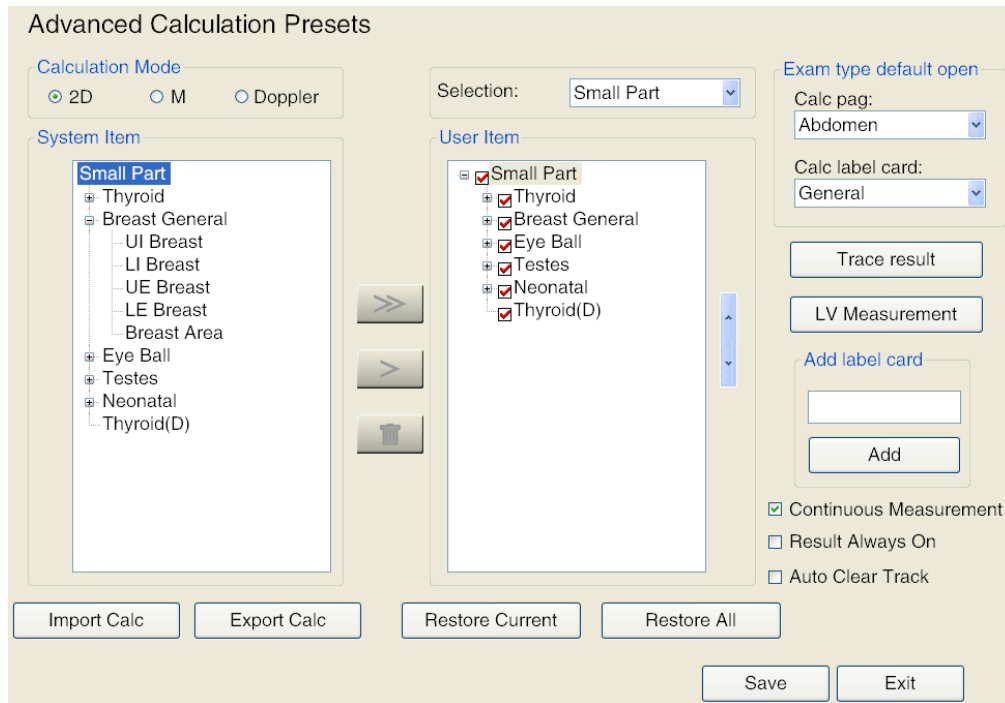 Advanced Calculation Presets
Calculation Mode
2D
M
Doppler
Selection:
Small Part
Exam type default open
Calc pag:
Abdomen
Calc label card:
General
System Item
Small Part
Thyroid
Breast General
UI Breast
LI Breast
UE Breast
LE Breast
Breast Area
Eye Ball
Testes
Neonatal
Thyroid(D)
User Item
Small Part
Thyroid
Breast General
Eye Ball
Testes
Neonatal
Thyroid(D)
Trace result
LV Measurement
Add label card
Add
Continuous Measurement
Result Always On
Auto Clear Track
Import Calc
Export Calc
Restore Current
Restore All
Save
Exit